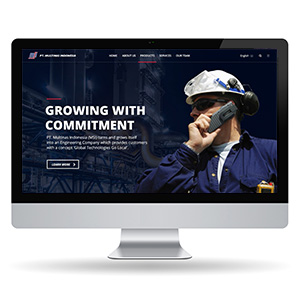 PT. MULTINAS INDONESIA
HOME ABOUT US PRODUCTS SERVICES OUR TEAM
English
GROWING WITH
COMMITMENT
PT. Multinas Indonesia (MSI) turns and grows itself
into an Engineering Company which provides customers
with a concept 'Global Technologies Go Local'.
LEARN MORE